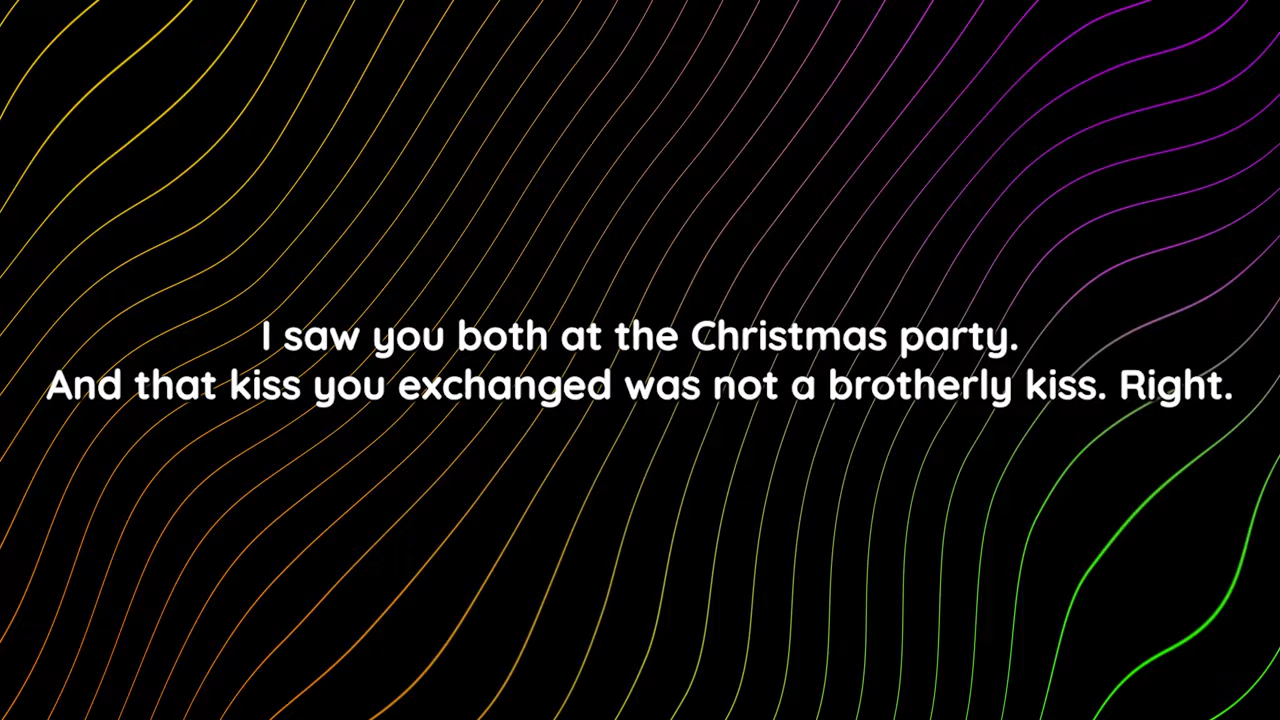 I saw you both at the Christmas party.
And that kiss you exchanged was not a brotherly kiss. Right.